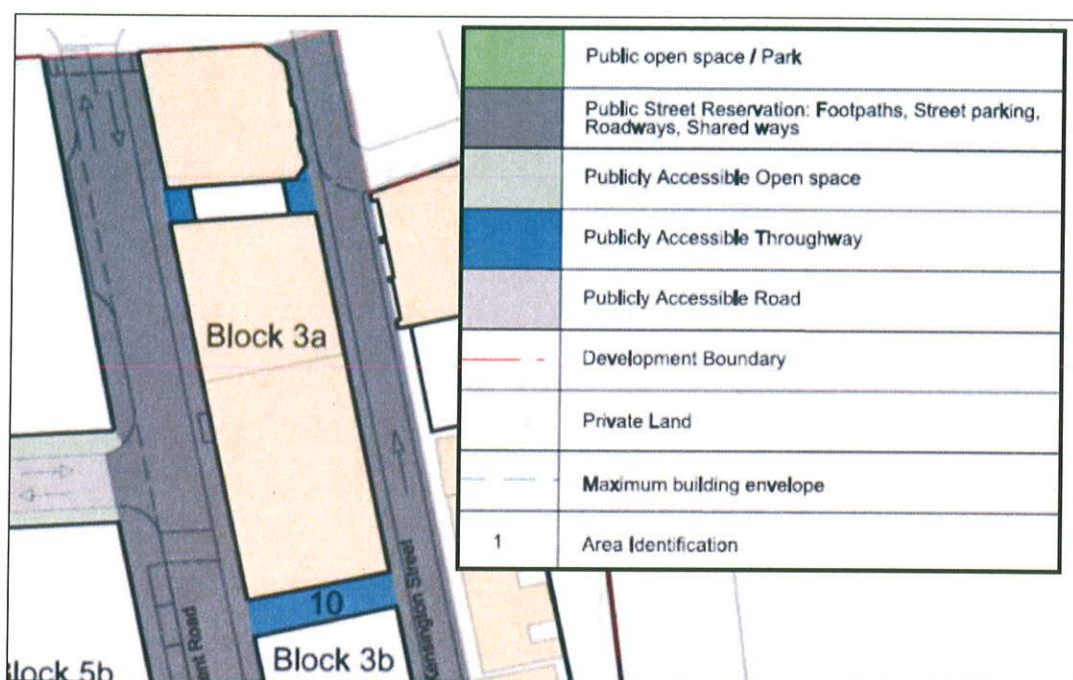 Public open space / Park
Public Street Reservation: Footpaths, Street parking,
Roadways, Shared ways
Publicly Accessible Open space
Publicly Accessible Throughway
Publicly Accessible Road
Development Boundary
Private Land
Maximum building envelope
1 Area Identification
Block 3a
10
Block 3b
Block 5b
ent Road
Kensington Street